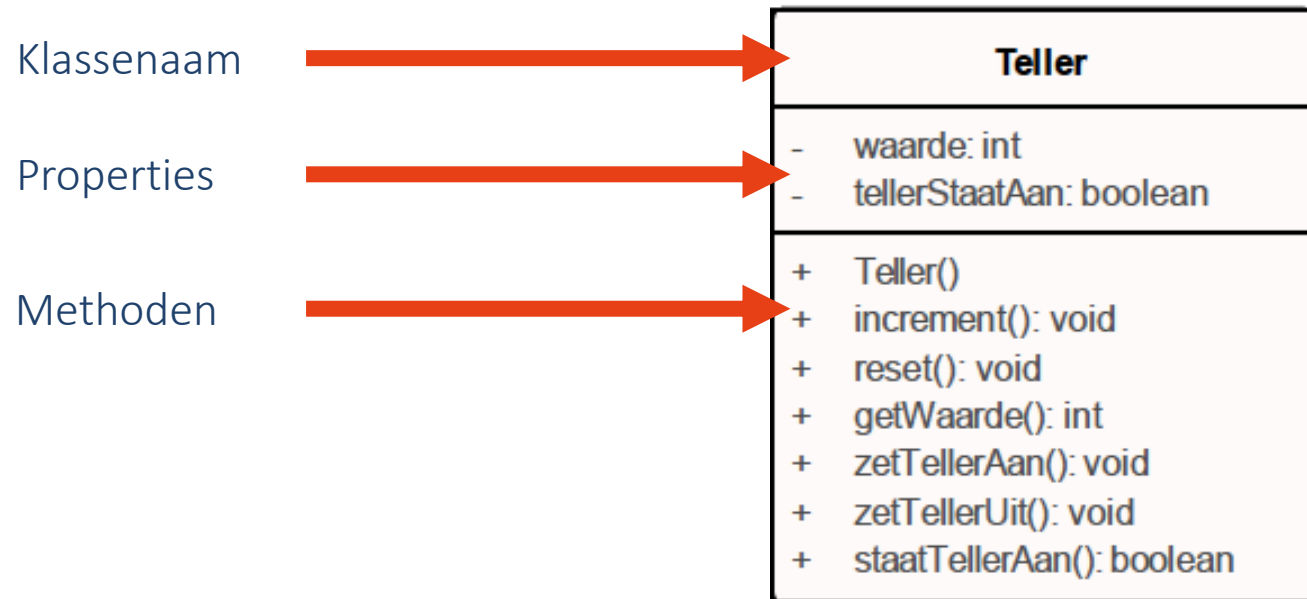 Klassenaam
Teller
Properties
- waarde: int
- tellerStaatAan: boolean
Methoden
+ Teller()
+ increment(): void
+ reset(): void
+ getWaarde(): int
+ zetTellerAan(): void
+ zetTellerUit(): void
+ staatTellerAan(): boolean